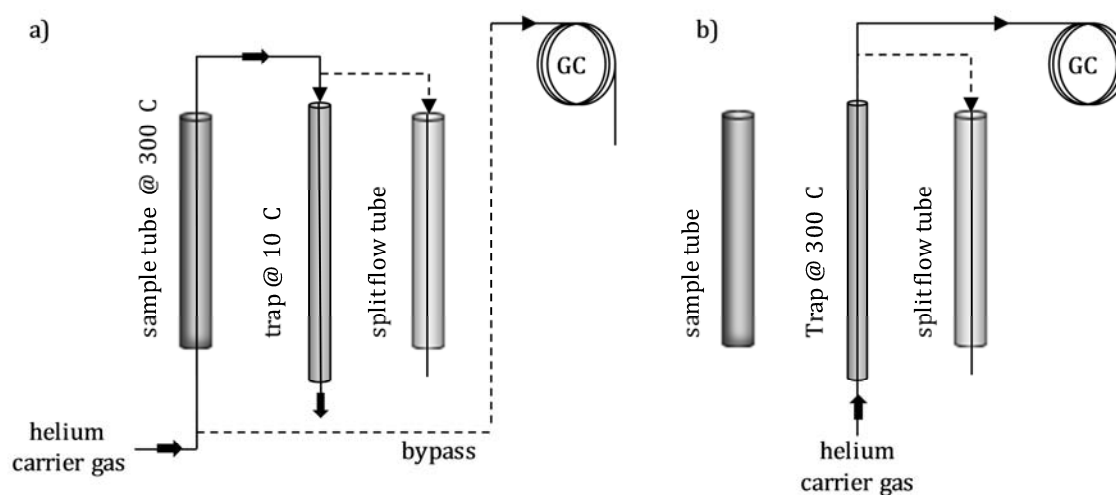 a)
GC
sample tube @ 300 C
trap @ 10 C
split flow tube
helium
carrier gas
bypass
b)
GC
sample tube
Trap @ 300 C
split flow tube
helium
carrier gas